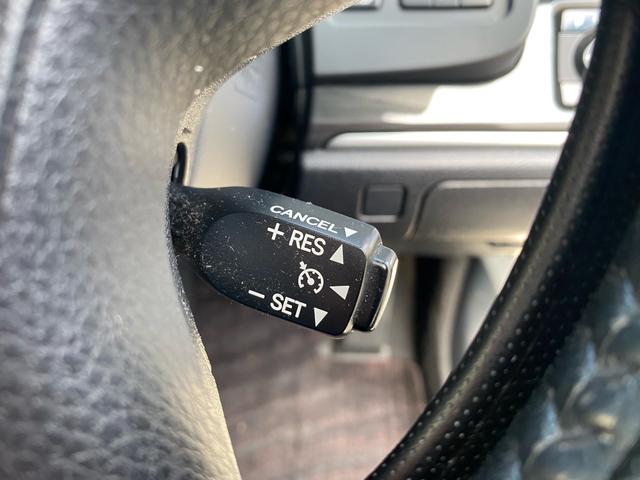 CANCEL ▼
+ RES ▲
◀
− SET ▼